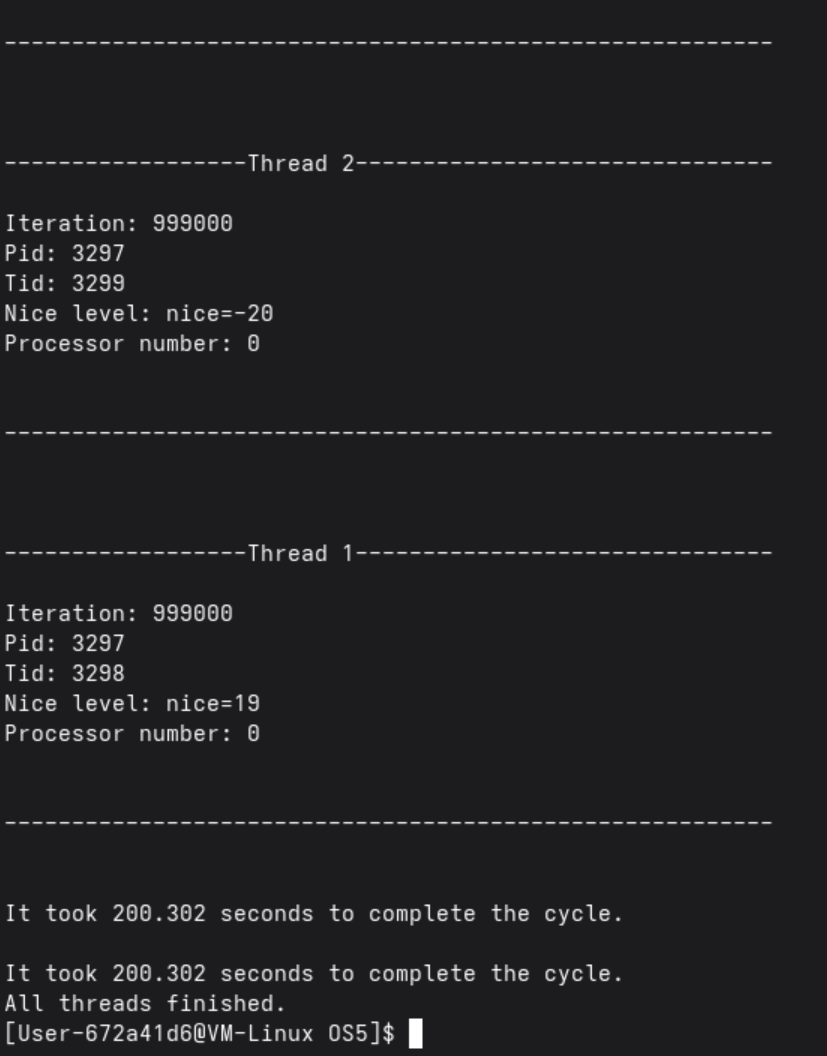 ---------------------------------------------------------
------------------Thread 2-------------------------------
Iteration: 999000
Pid: 3297
Tid: 3299
Nice level: nice=-20
Processor number: 0
---------------------------------------------------------
------------------Thread 1-------------------------------
Iteration: 999000
Pid: 3297
Tid: 3298
Nice level: nice=19
Processor number: 0
---------------------------------------------------------
It took 200.302 seconds to complete the cycle.
It took 200.302 seconds to complete the cycle.
All threads finished.
[User-672a41d6@VM-Linux OS5]$